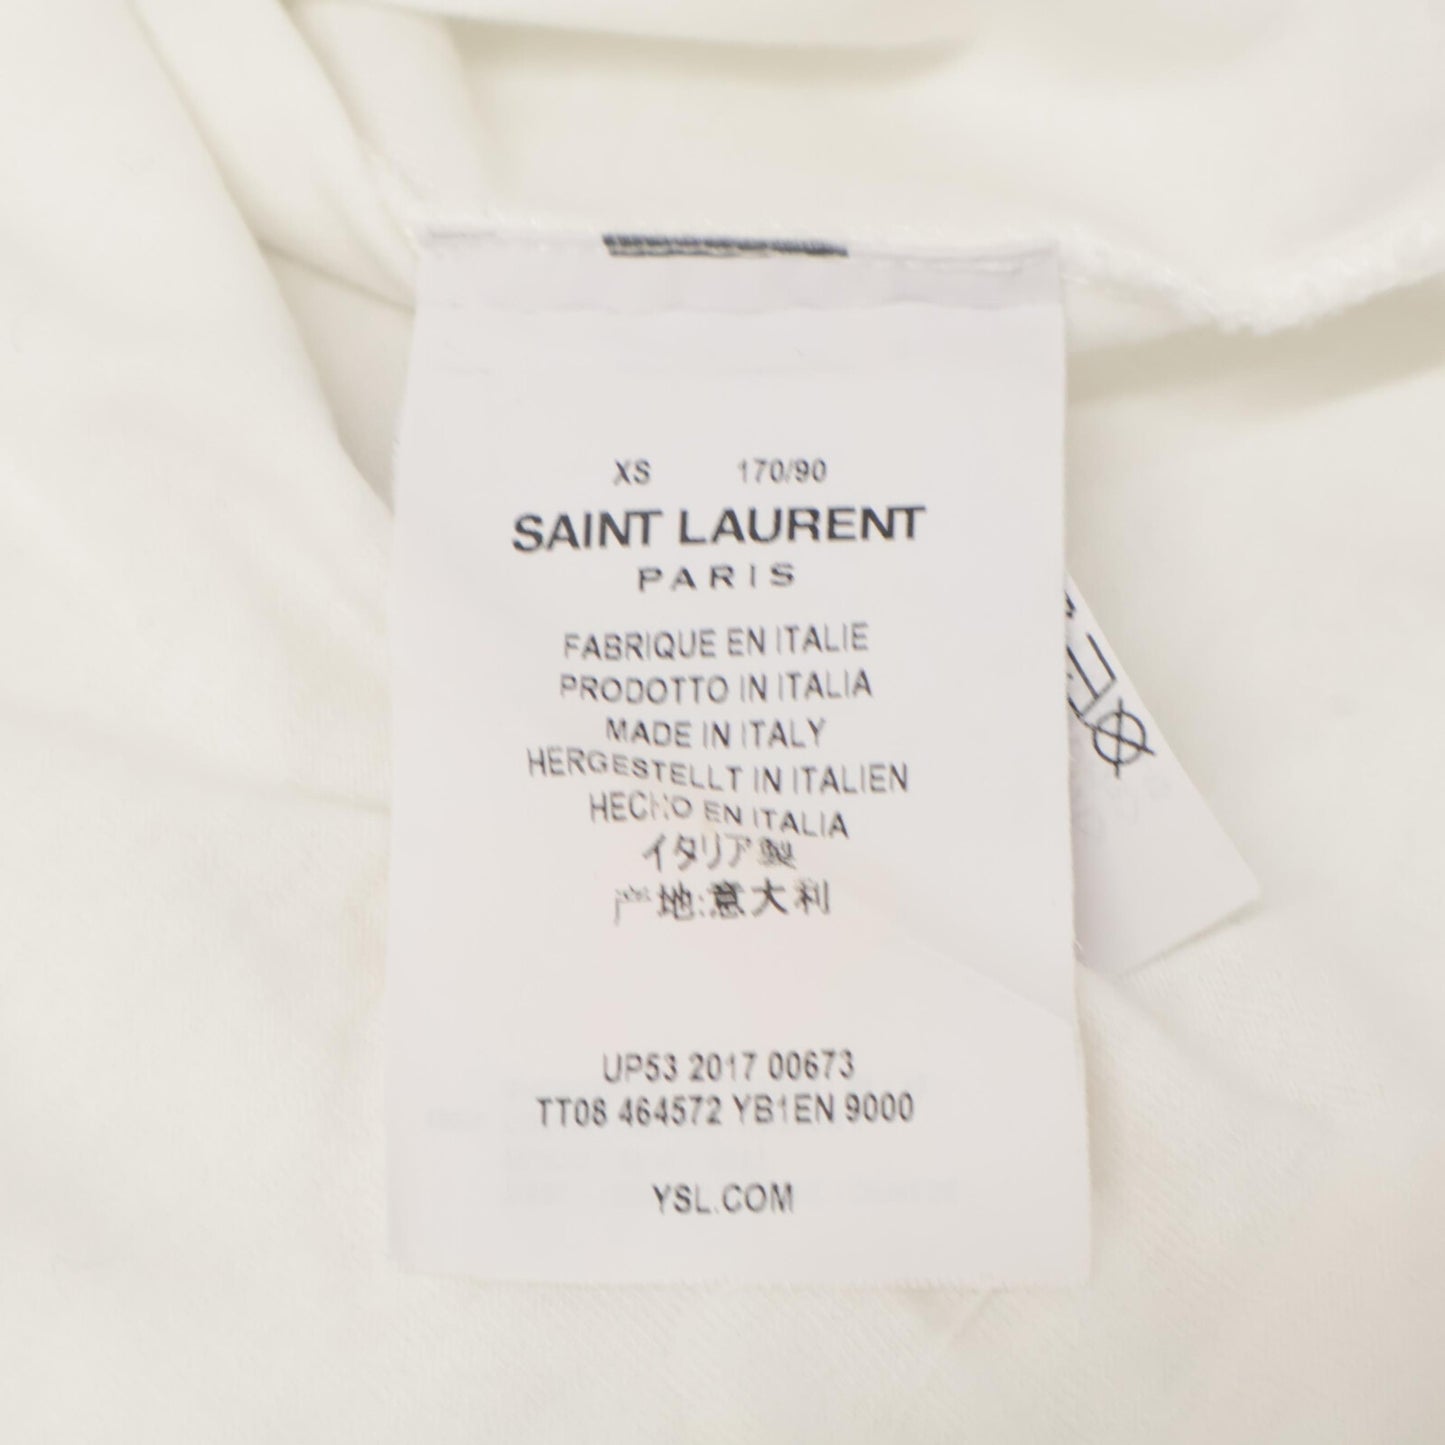 XS 170/90
SAINT LAURENT
PARIS
FABRIQUE EN ITALIE
PRODOTTO IN ITALIA
MADE IN ITALY
HERGESTELLT IN ITALIEN
HECHO EN ITALIA
イタリア製
产地:意大利
UP53 2017 00673
TT08 464572 YB1EN 9000
YSL.COM